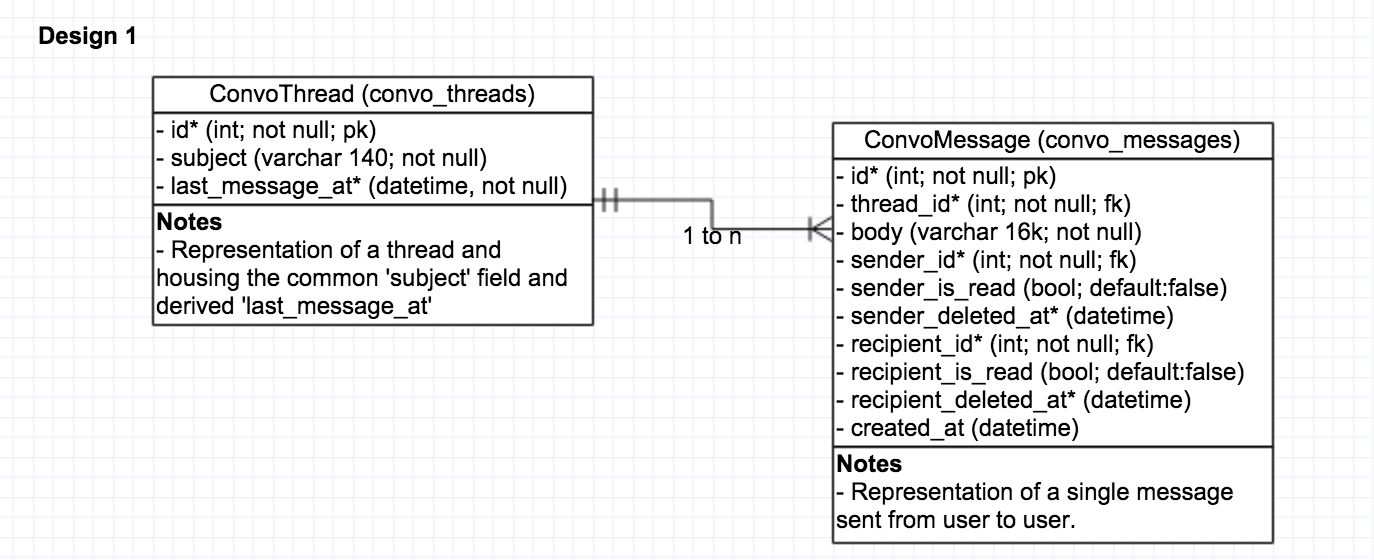 Design 1
ConvoThread (convo_threads)
- id* (int; not null; pk)
- subject (varchar 140; not null)
- last_message_at* (datetime, not null)
Notes
- Representation of a thread and
housing the common 'subject' field and
derived 'last_message_at'
1 to n
ConvoMessage (convo_messages)
- id* (int; not null; pk)
- thread_id* (int; not null; fk)
- body (varchar 16k; not null)
- sender_id* (int; not null; fk)
- sender_is_read (bool; default:false)
- sender_deleted_at* (datetime)
- recipient_id* (int; not null; fk)
- recipient_is_read (bool; default:false)
- recipient_deleted_at* (datetime)
- created_at (datetime)
Notes
- Representation of a single message
sent from user to user.